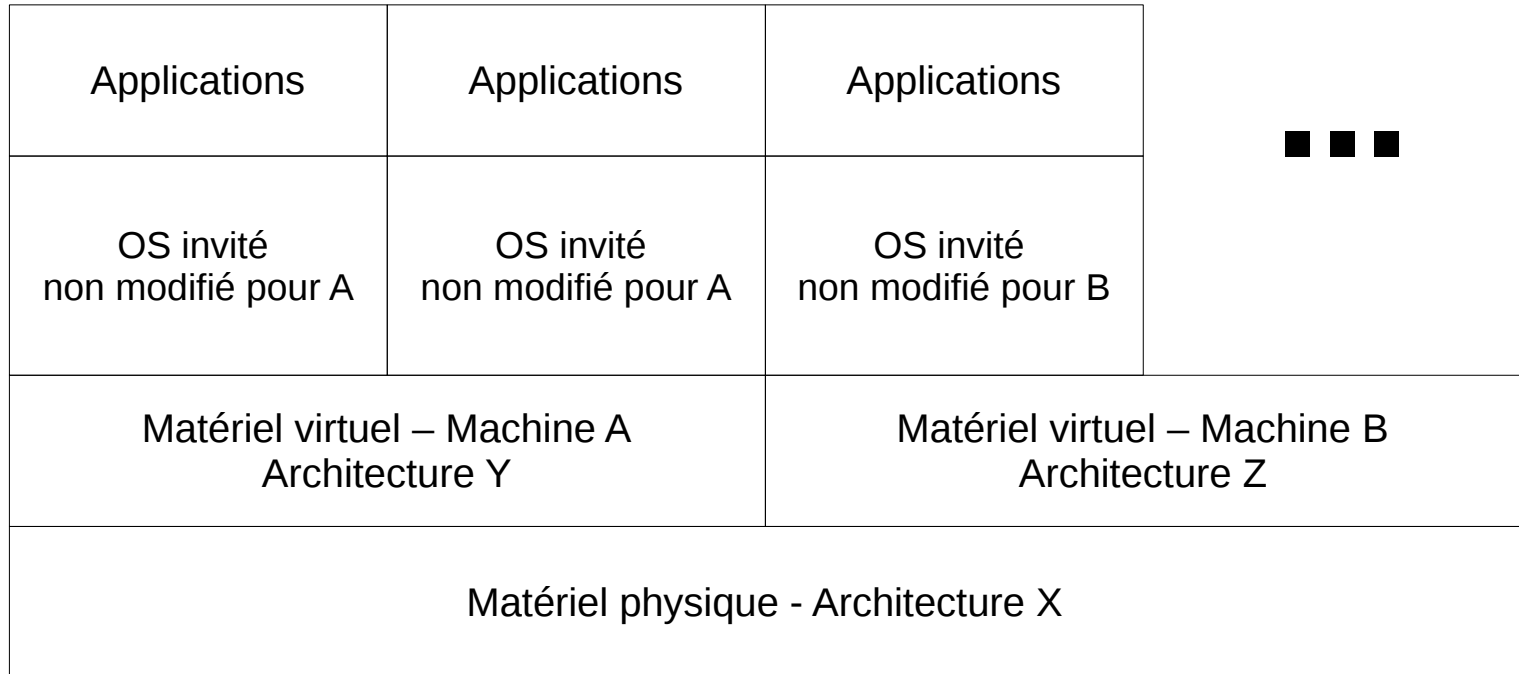 Applications
Applications
Applications
OS invité
non modifié pour A
OS invité
non modifié pour A
OS invité
non modifié pour B
Matériel virtuel – Machine A
Architecture Y
Matériel virtuel – Machine B
Architecture Z
Matériel physique - Architecture X